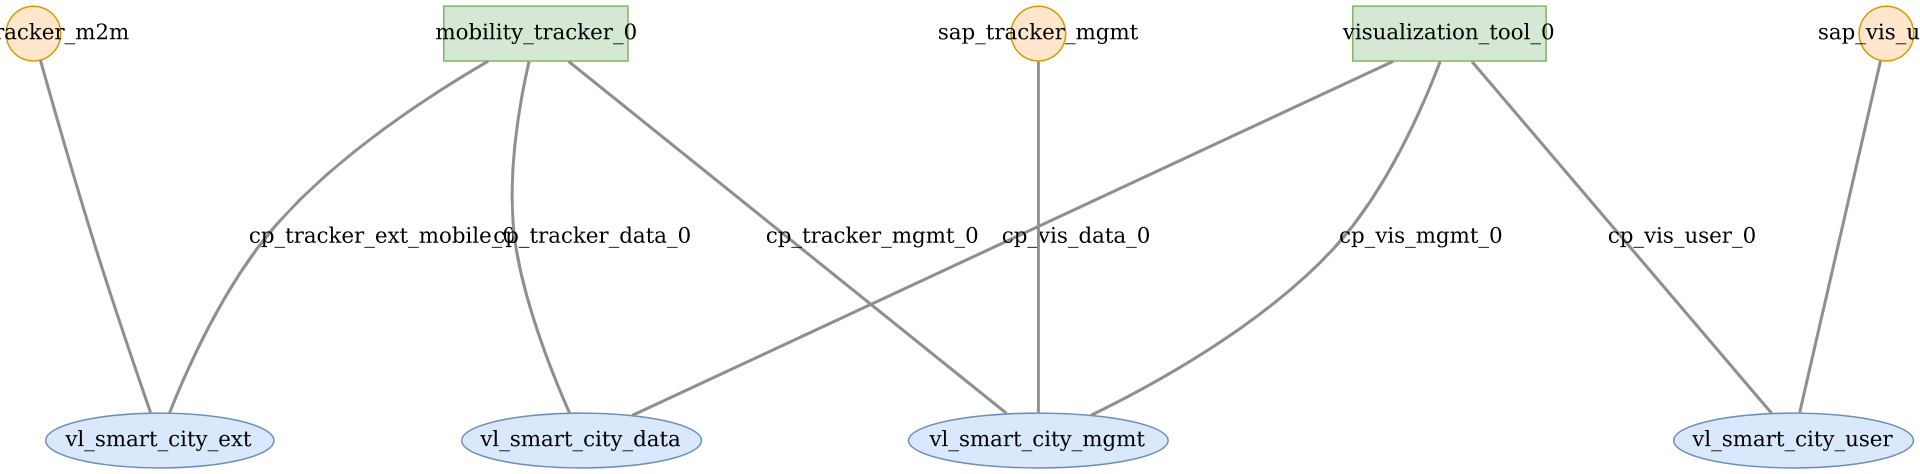 racker_m2m
mobility_tracker_0
sap_tracker_mgmt
visualization_tool_0
sap_vis_u
cp_tracker_ext_mobile_0
cp_tracker_data_0
cp_tracker_mgmt_0
cp_vis_data_0
cp_vis_mgmt_0
cp_vis_user_0
vl_smart_city_ext
vl_smart_city_data
vl_smart_city_mgmt
vl_smart_city_user